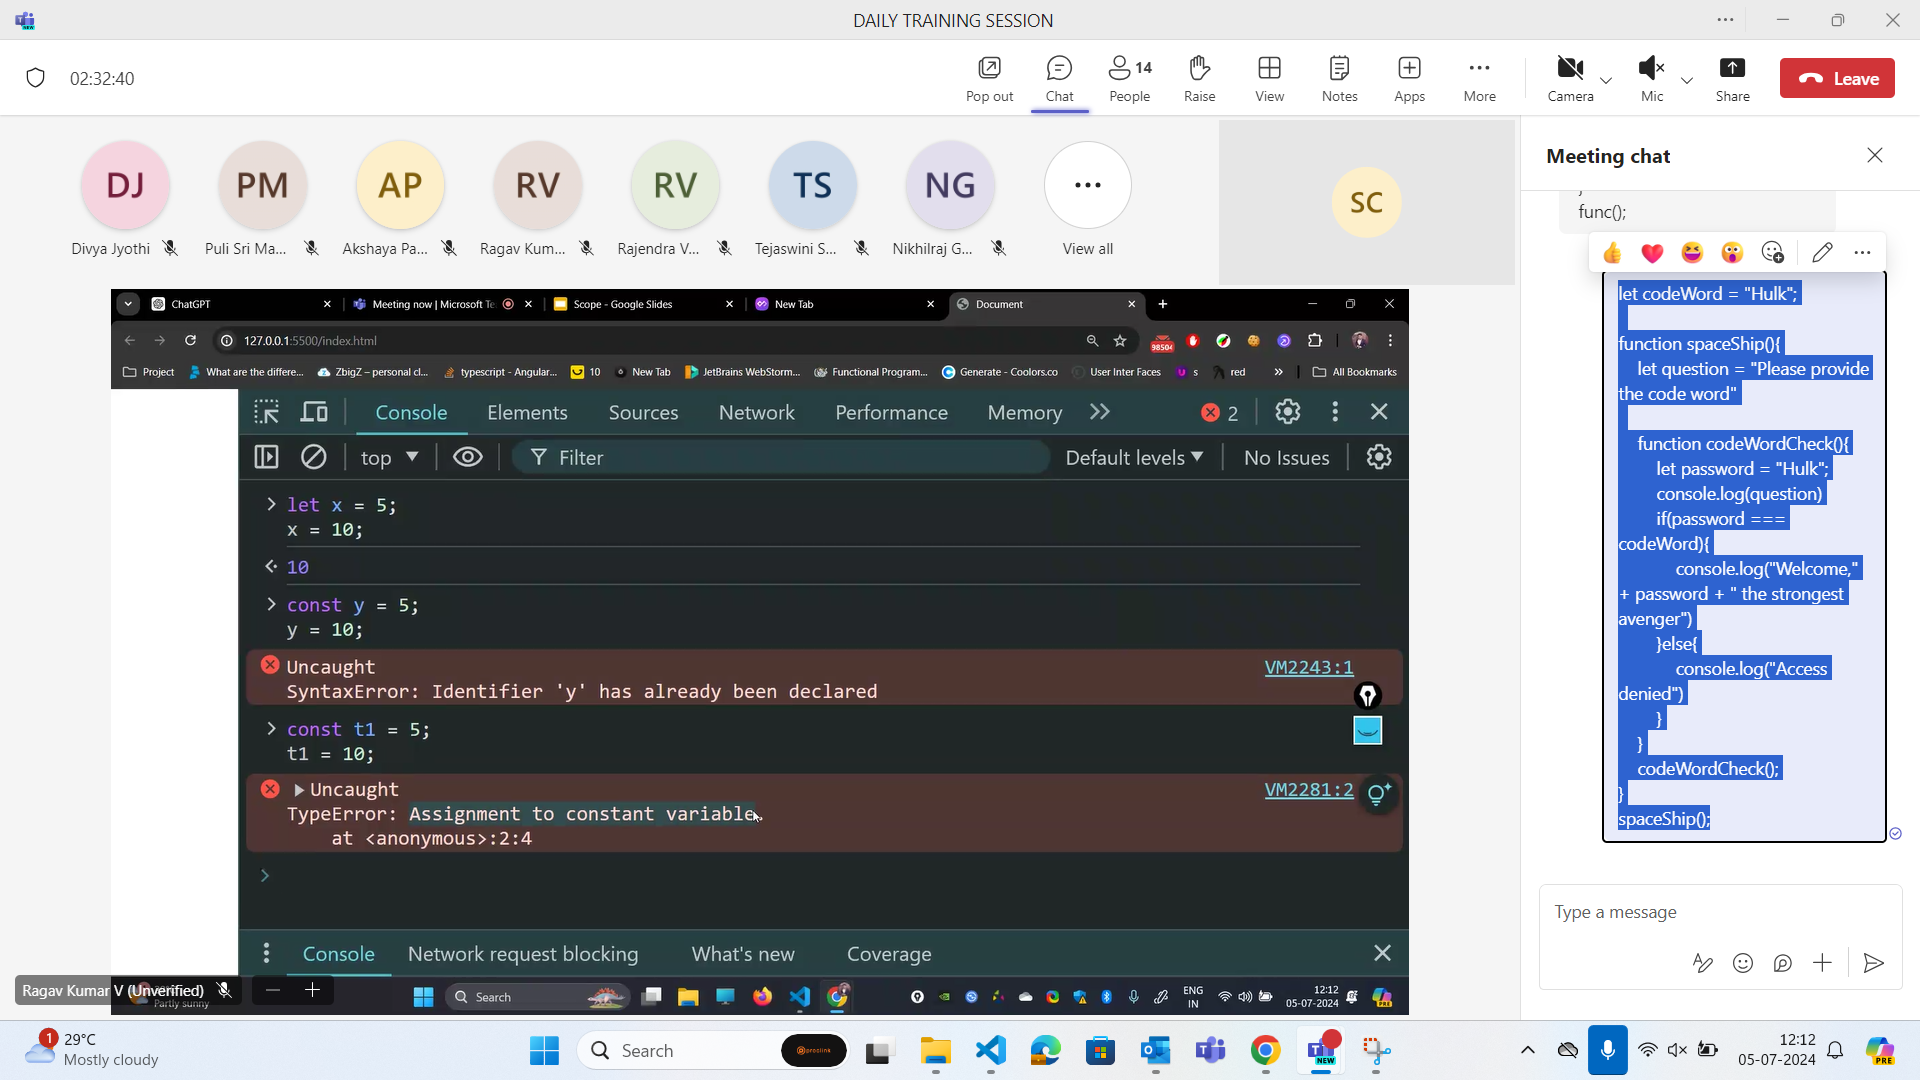 DAILY TRAINING SESSION
02:32:40
Pop out
Chat
14
People
Raise
View
Notes
Apps
More
Camera
Mic
Share
Leave
DJ
PM
AP
RV
RV
TS
NG
SC
Divya Jyothi
Puli Sri Ma...
Akshaya Pa...
Ragav Kum...
Rajendra V...
Tejaswini S...
Nikhilraj G...
View all
Meeting chat
func();
let codeWord = "Hulk";
function spaceShip(){
let question = "Please provide
the code word"
function codeWordCheck(){
let password = "Hulk";
console.log(question)
if(password ===
codeWord){
console.log("Welcome,"
+ password + " the strongest
avenger")
}else{
console.log("Access
denied")
}
}
codeWordCheck();
}
spaceShip();
Type a message
ChatGPT
Meeting now | Microsoft Te
Scope - Google Slides
New Tab
Document
127.0.0.1:5500/index.html
Project
What are the differe...
ZbigZ – personal cl...
typescript - Angular...
10
New Tab
JetBrains WebStorm...
Functional Program...
Generate - Coolors.co
User Inter Faces
s
red
All Bookmarks
Console
Elements
Sources
Network
Performance
Memory
2
top
Filter
Default levels
No Issues
let x = 5;
x = 10;
10
const y = 5;
y = 10;
Uncaught
VM2243:1
SyntaxError: Identifier 'y' has already been declared
const t1 = 5;
t1 = 10;
Uncaught
VM2281:2
TypeError: Assignment to constant variable.
at <anonymous>:2:4
Console
Network request blocking
What's new
Coverage
Ragav Kumar V (Unverified)
Partly sunny
Search
ENG
IN
12:12
05-07-2024
1
29°C
Mostly cloudy
Search
NEW
12:12
05-07-2024
PRE